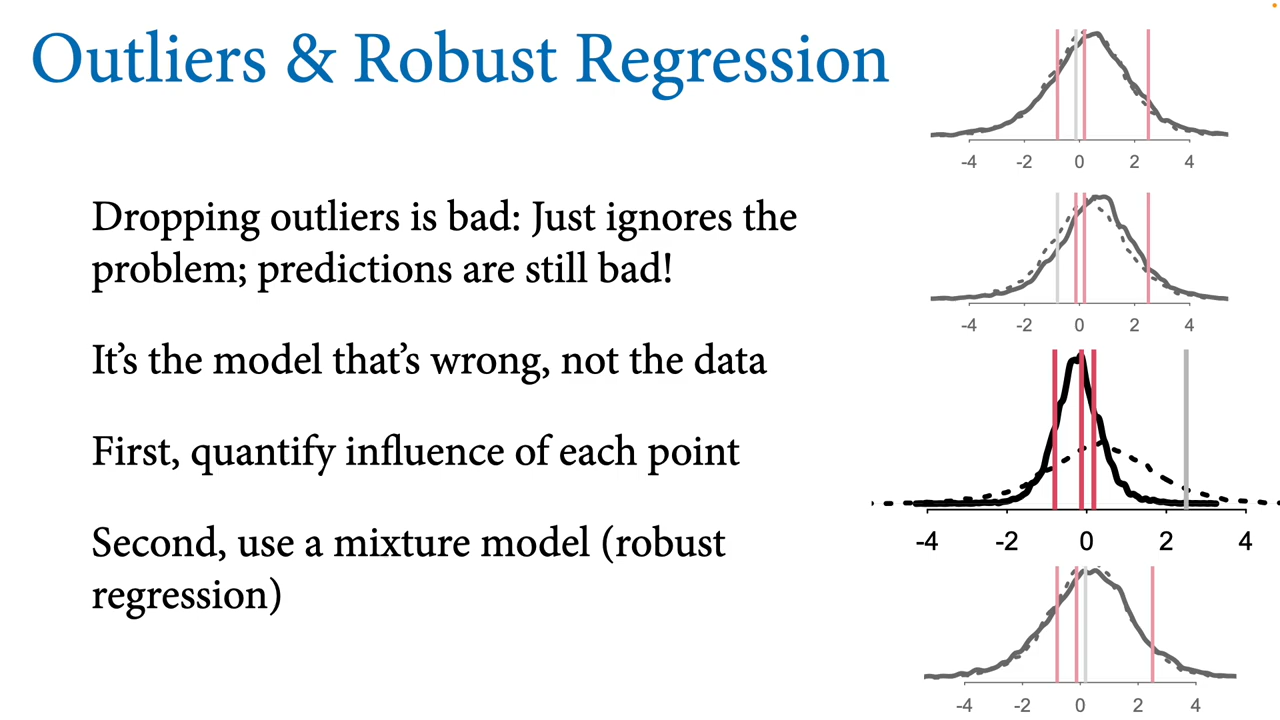 Outliers & Robust Regression
Dropping outliers is bad: Just ignores the
problem; predictions are still bad!
It's the model that's wrong, not the data
First, quantify influence of each point
Second, use a mixture model (robust
regression)
-4 -2 0 2 4
-4 -2 0 2 4
-4 -2 0 2 4
-4 -2 0 2 4